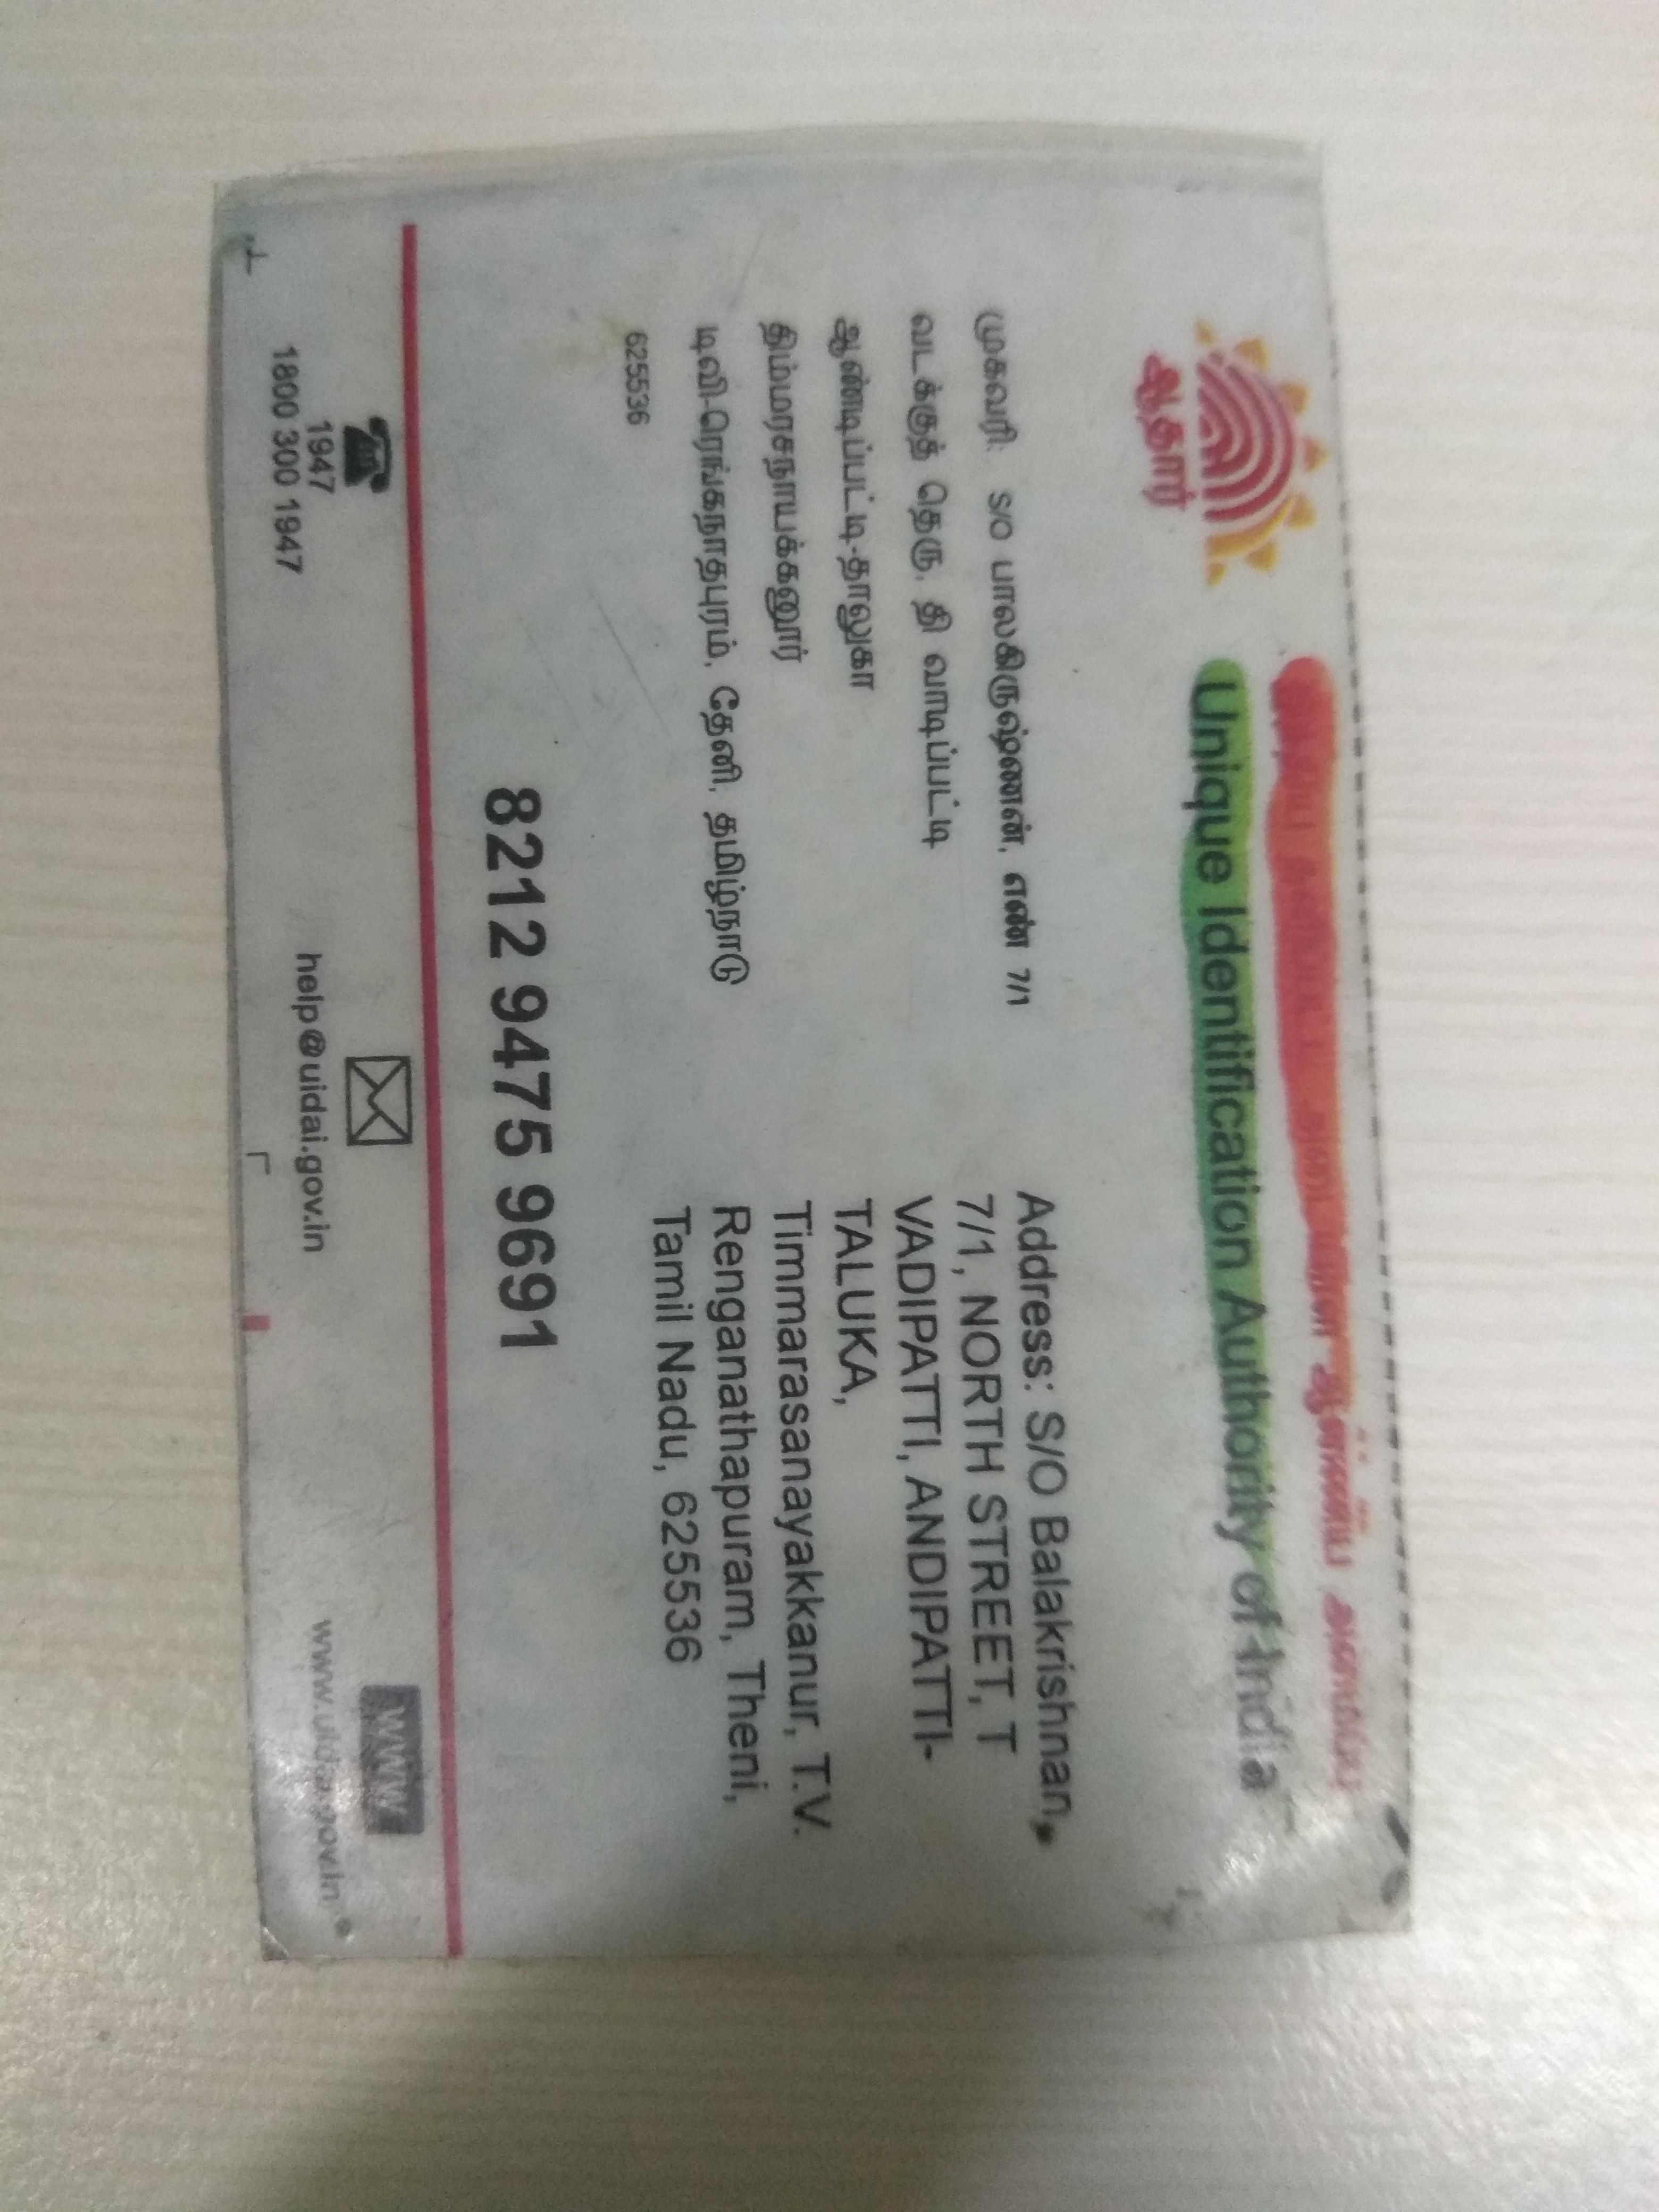 ஆதார்
Unique Identification Authority of India
முகவரி: S/O பாலகிருஷ்ணன், எண் 7/1
வடக்குத் தெரு, தி வாடிப்பட்டி
ஆண்டிப்பட்டி-தாலுகா
திம்மரசநாயக்கனூர்
டிவி-ரெங்கநாதபுரம், தேனி, தமிழ்நாடு
625536
Address: S/O Balakrishnan,
7/1, NORTH STREET, T
VADIPATTI, ANDIPATTI-
TALUKA,
Timmarasanayakkanur, T.V.
Renganathapuram, Theni,
Tamil Nadu, 625536
8212 9475 9691
1947
1800 300 1947
help@uidai.gov.in
www
www.uidai.gov.in